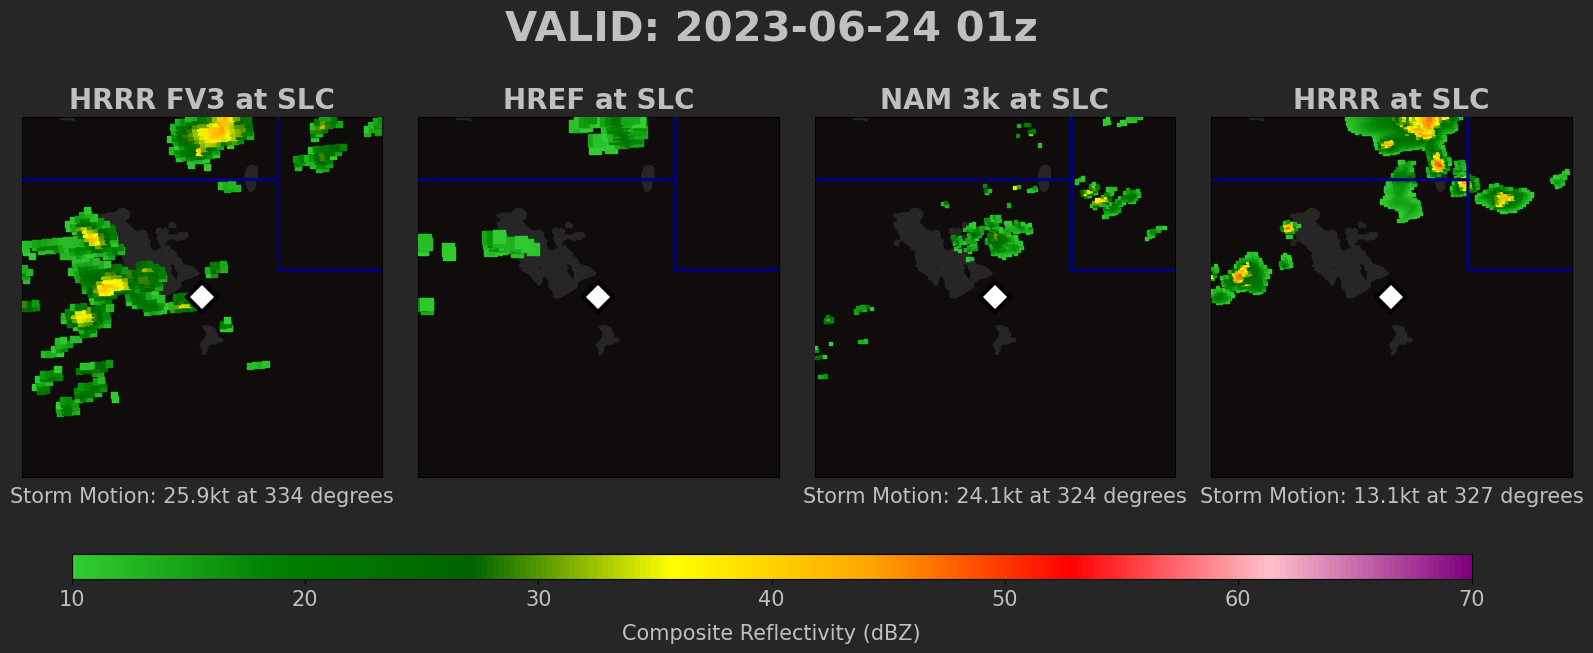 VALID: 2023-06-24 01z
HRRR FV3 at SLC
HREF at SLC
NAM 3k at SLC
HRRR at SLC
Storm Motion: 25.9kt at 334 degrees
Storm Motion: 24.1kt at 324 degrees
Storm Motion: 13.1kt at 327 degrees
10 20 30 40 50 60 70
Composite Reflectivity (dBZ)